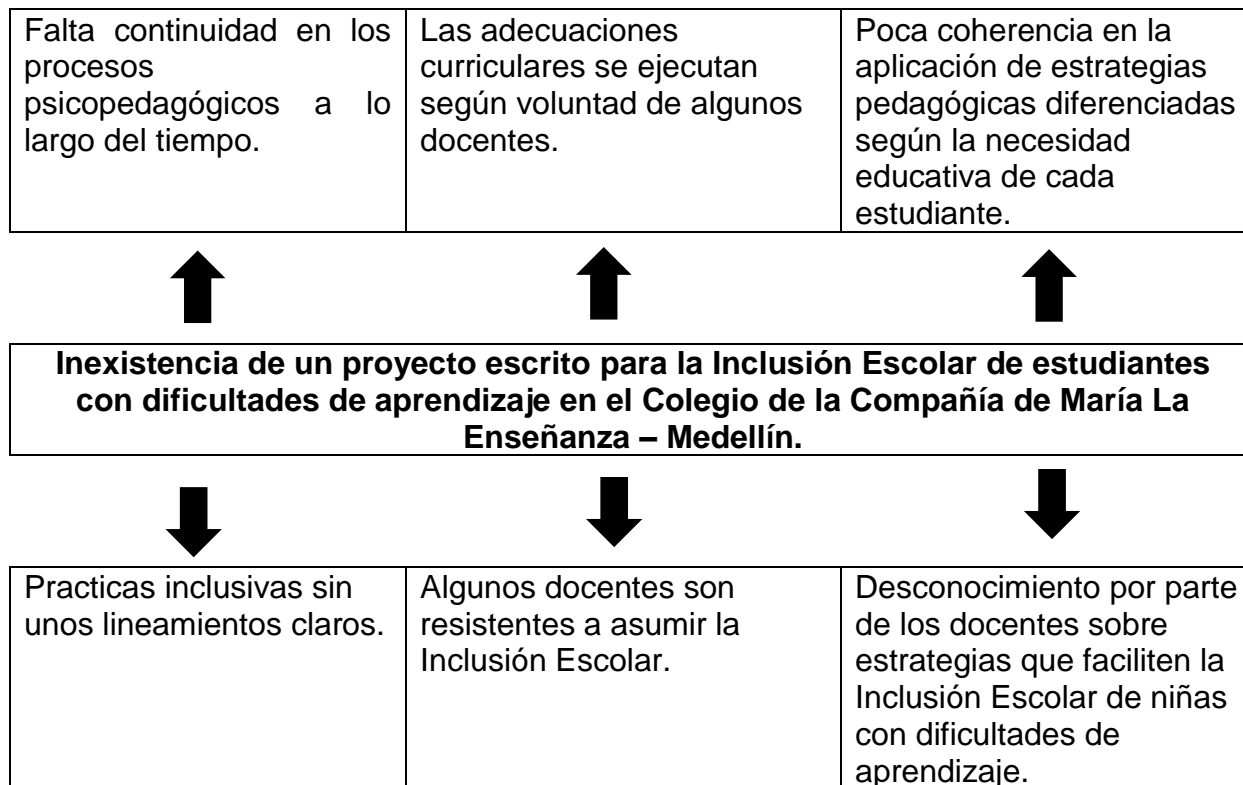 Falta continuidad en los
procesos
psicopedagógicos a lo
largo del tiempo.
Las adecuaciones
curriculares se ejecutan
según voluntad de algunos
docentes.
Poca coherencia en la
aplicación de estrategias
pedagógicas diferenciadas
según la necesidad
educativa de cada
estudiante.
Inexistencia de un proyecto escrito para la Inclusión Escolar de estudiantes
con dificultades de aprendizaje en el Colegio de la Compañía de María La
Enseñanza – Medellín.
Practicas inclusivas sin
unos lineamientos claros.
Algunos docentes son
resistentes a asumir la
Inclusión Escolar.
Desconocimiento por parte
de los docentes sobre
estrategias que faciliten la
Inclusión Escolar de niñas
con dificultades de
aprendizaje.